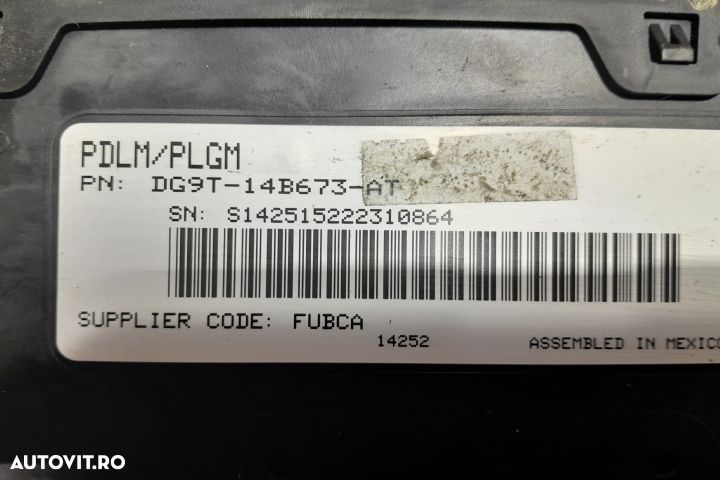 PDLM/PLGM
PN: DG9T-14B673-AT
SN: S142515222310864
SUPPLIER CODE: FUBCA
14252
ASSEMBLED IN MEXICO
AUTOVIT.RO